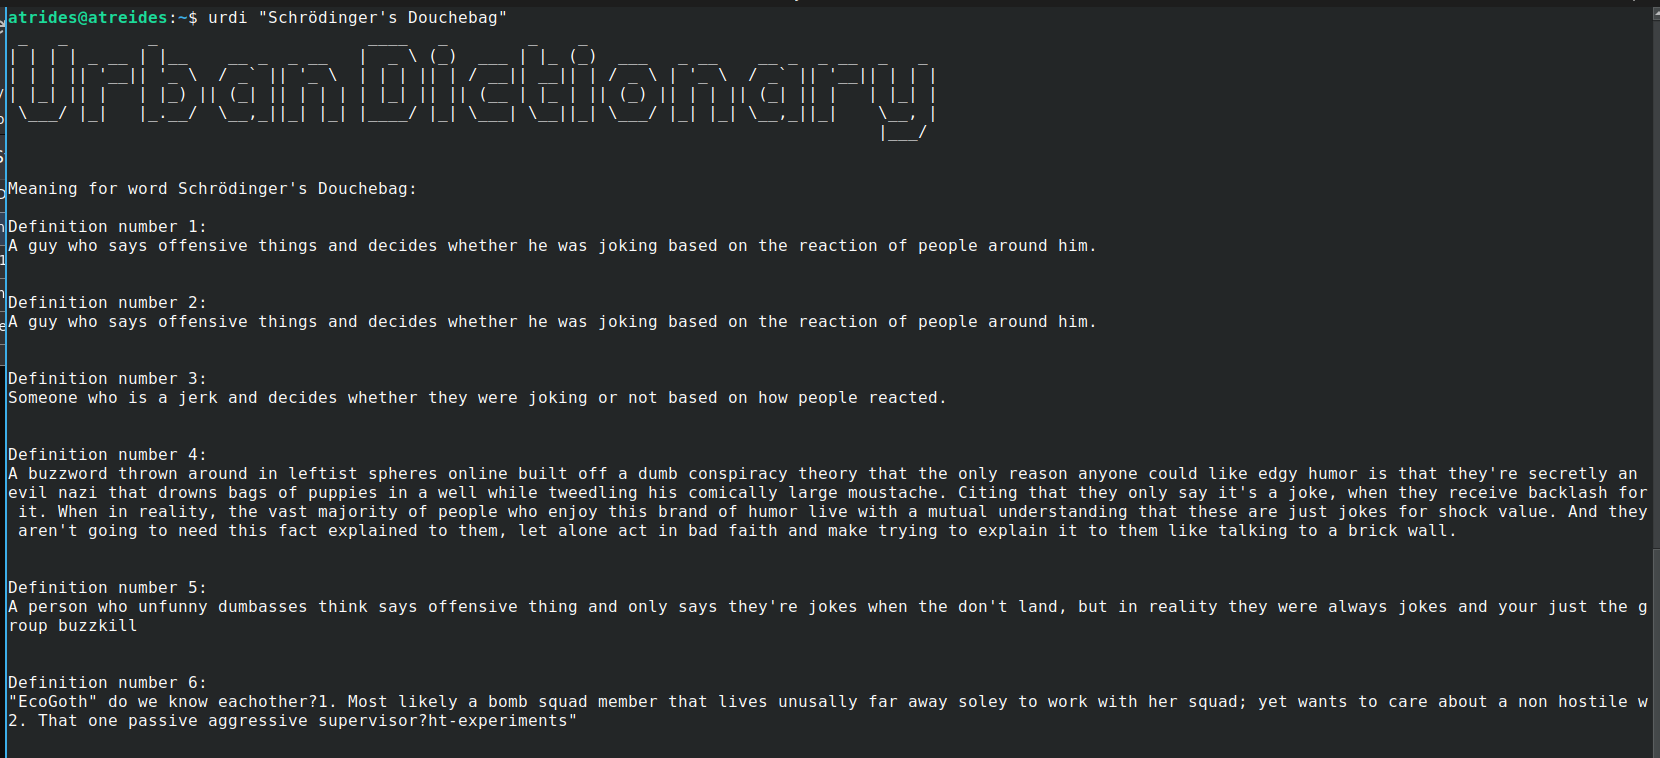 atrides@atreides:~$ urdi "Schrödinger's Douchebag"
UrbanDictionary
Meaning for word Schrödinger's Douchebag:
Definition number 1:
A guy who says offensive things and decides whether he was joking based on the reaction of people around him.
Definition number 2:
A guy who says offensive things and decides whether he was joking based on the reaction of people around him.
Definition number 3:
Someone who is a jerk and decides whether they were joking or not based on how people reacted.
Definition number 4:
A buzzword thrown around in leftist spheres online built off a dumb conspiracy theory that the only reason anyone could like edgy humor is that they're secretly an
evil nazi that drowns bags of puppies in a well while tweedling his comically large moustache. Citing that they only say it's a joke, when they receive backlash for
it. When in reality, the vast majority of people who enjoy this brand of humor live with a mutual understanding that these are just jokes for shock value. And they
aren't going to need this fact explained to them, let alone act in bad faith and make trying to explain it to them like talking to a brick wall.
Definition number 5:
A person who unfunny dumbasses think says offensive thing and only says they're jokes when the don't land, but in reality they were always jokes and your just the g
roup buzzkill
Definition number 6:
"EcoGoth" do we know eachother?1. Most likely a bomb squad member that lives unusally far away soley to work with her squad; yet wants to care about a non hostile w
2. That one passive aggressive supervisor?ht-experiments"